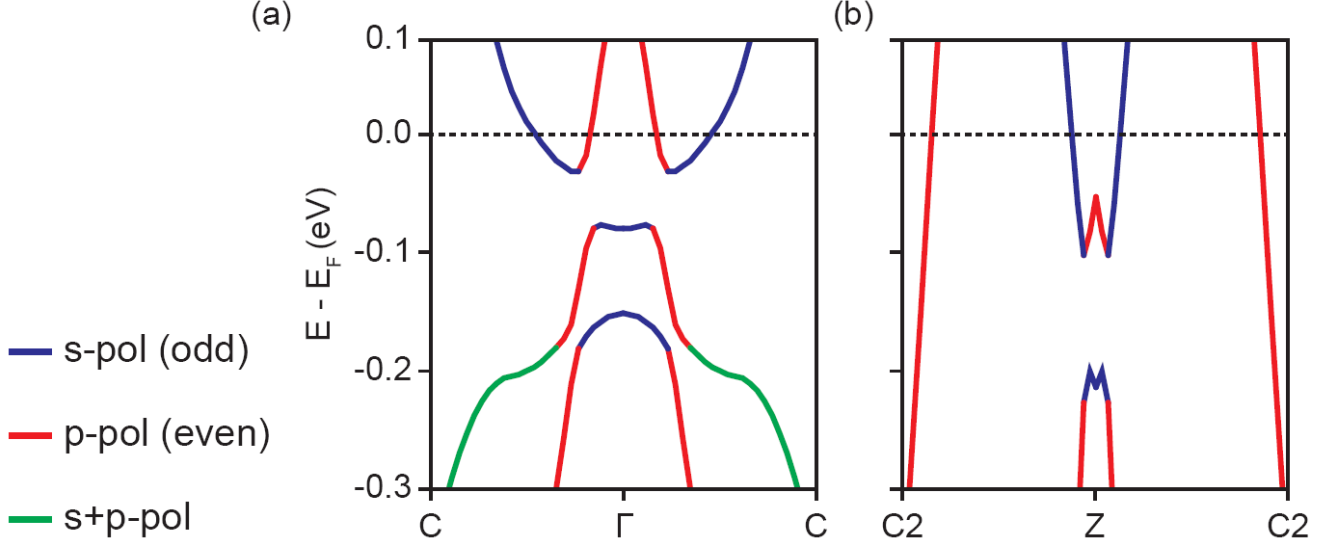 (a)
(b)
0.1
0.0
-0.1
-0.2
-0.3
E - E_F (eV)
s-pol (odd)
p-pol (even)
s+p-pol
C
Γ
C
C2
Z
C2